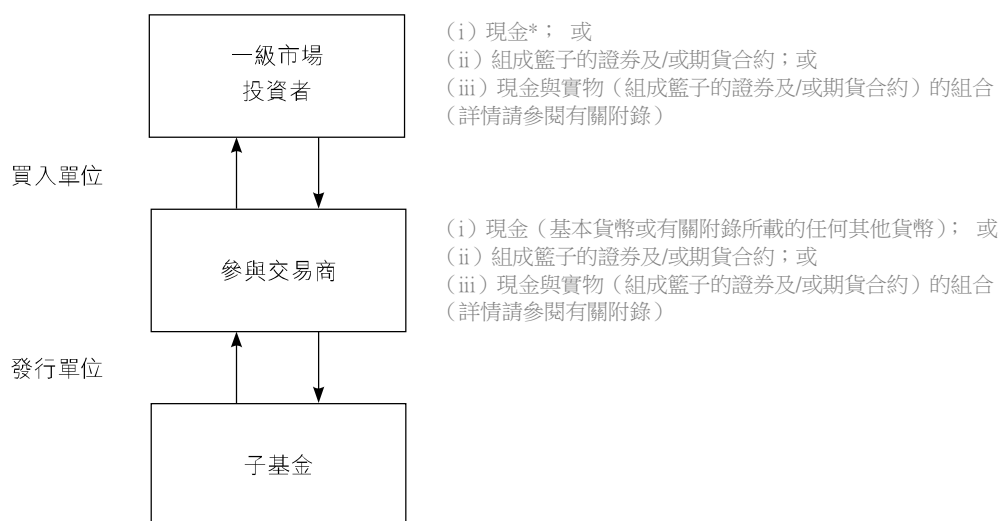 一級市場
投資者
(i)現金*； 或
(ii)組成籃子的證券及/或期貨合約；或
(iii)現金與實物（組成籃子的證券及/或期貨合約）的組合
（詳情請參閱有關附錄）
買入單位
參與交易商
(i)現金（基本貨幣或有關附錄所載的任何其他貨幣）； 或
(ii)組成籃子的證券及/或期貨合約；或
(iii)現金與實物（組成籃子的證券及/或期貨合約）的組合
（詳情請參閱有關附錄）
發行單位
子基金